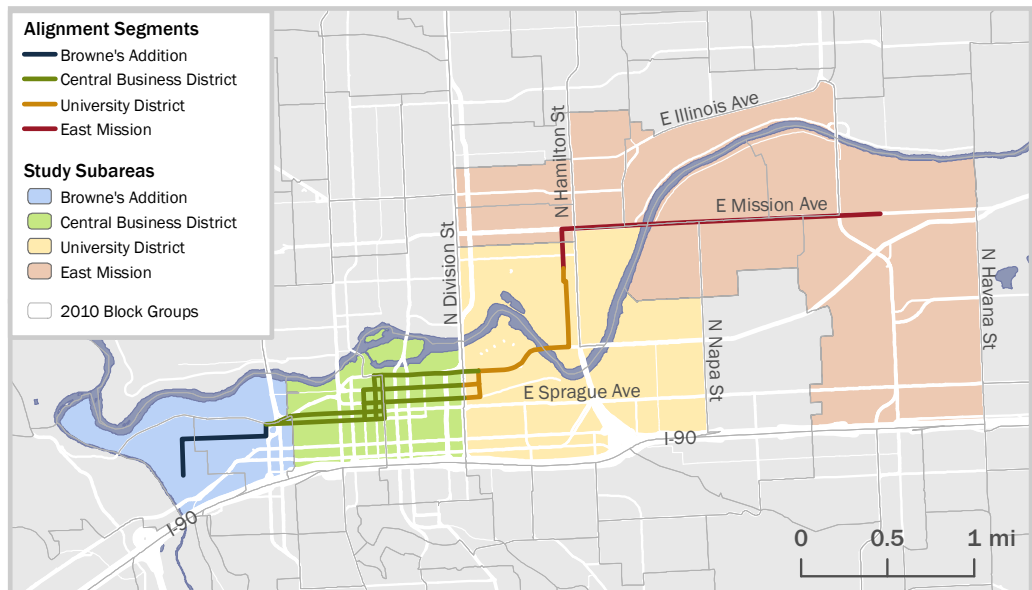 Alignment Segments
Browne's Addition
Central Business District
University District
East Mission
Study Subareas
Browne's Addition
Central Business District
University District
East Mission
2010 Block Groups
E Illinois Ave
N Hamilton St
E Mission Ave
N Division St
N Havana St
N Napa St
E Sprague Ave
I-90
I-90
0 0.5 1 mi